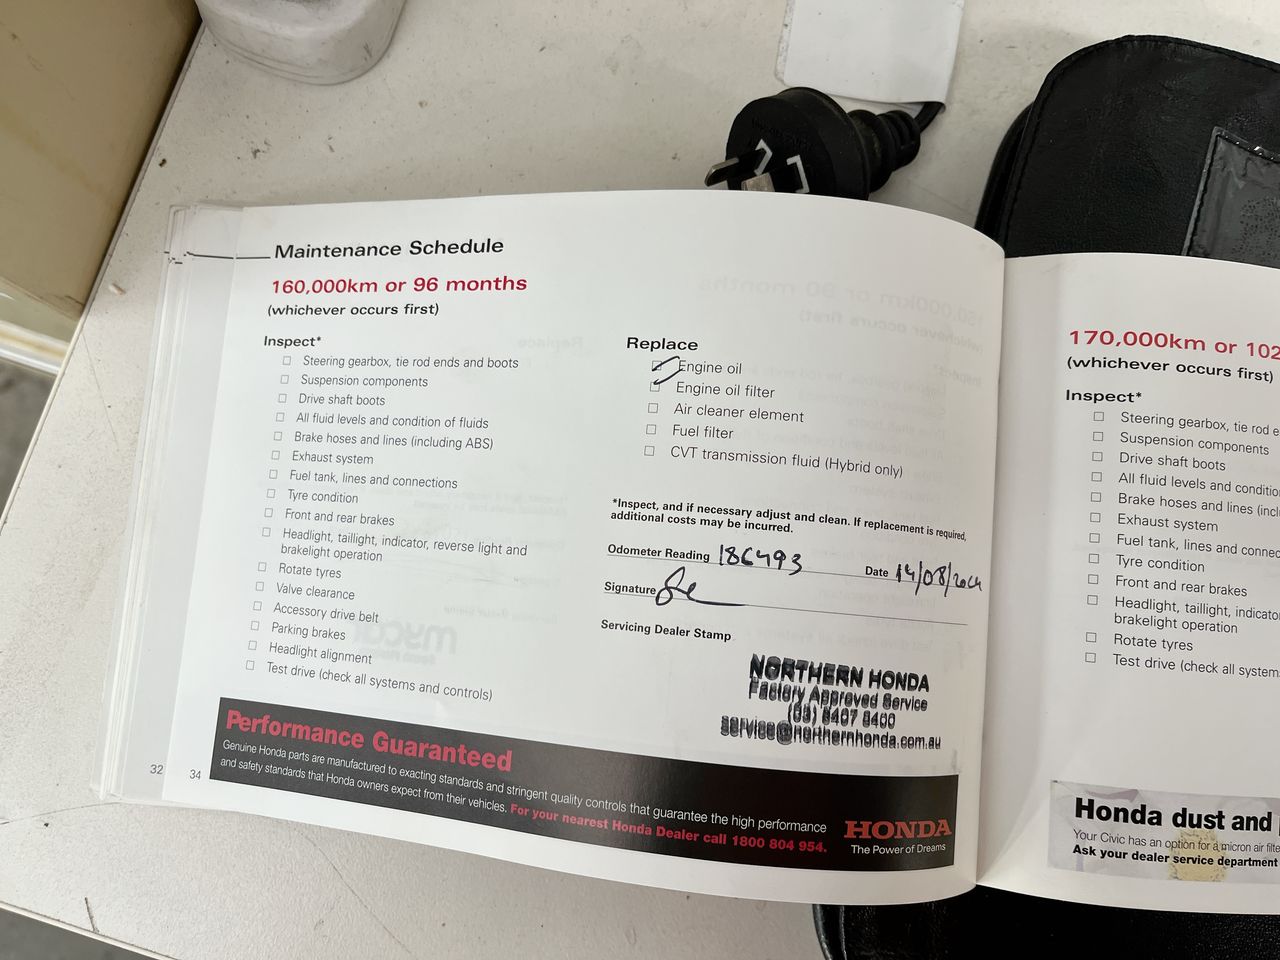 Maintenance Schedule
160,000km or 96 months
(whichever occurs first)
Inspect*
Steering gearbox, tie rod ends and boots
Suspension components
Drive shaft boots
All fluid levels and condition of fluids
Brake hoses and lines (including ABS)
Exhaust system
Fuel tank, lines and connections
Tyre condition
Front and rear brakes
Headlight, taillight, indicator, reverse light and
brakelight operation
Rotate tyres
Valve clearance
Accessory drive belt
Parking brakes
Headlight alignment
Test drive (check all systems and controls)
Replace
Engine oil
Engine oil filter
Air cleaner element
Fuel filter
CVT transmission fluid (Hybrid only)
*Inspect, and if necessary adjust and clean. If replacement is required,
additional costs may be incurred.
Odometer Reading 186493 Date 14/08/2024
Signature
Servicing Dealer Stamp
NORTHERN HONDA
Factory Approved Service
(03) 8407 8400
service@northernhonda.com.au
Performance Guaranteed
Genuine Honda parts are manufactured to exacting standards and stringent quality controls that guarantee the high performance
and safety standards that Honda owners expect from their vehicles. For your nearest Honda Dealer call 1800 804 954.
HONDA
The Power of Dreams
32
34
170,000km or 102
(whichever occurs first)
Inspect*
Steering gearbox, tie rod e
Suspension components
Drive shaft boots
All fluid levels and conditio
Brake hoses and lines (incl
Exhaust system
Fuel tank, lines and connec
Tyre condition
Front and rear brakes
Headlight, taillight, indicato
brakelight operation
Rotate tyres
Test drive (check all system
Honda dust and
Your Civic has an option for a micron air filte
Ask your dealer service department